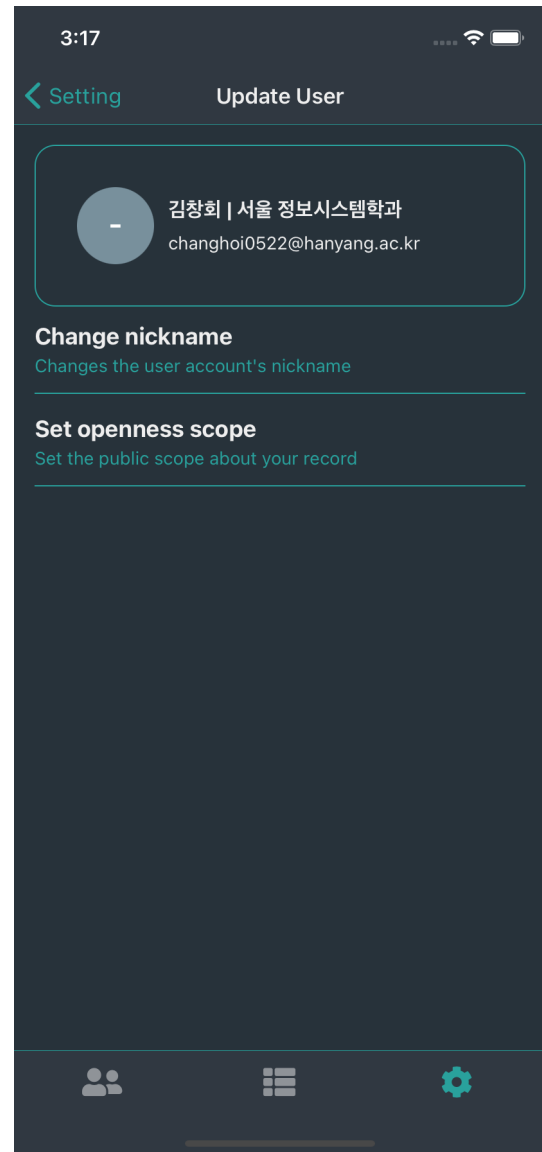 3:17
Setting
Update User
-
김창회 | 서울 정보시스템학과
changhoi0522@hanyang.ac.kr
Change nickname
Changes the user account's nickname
Set openness scope
Set the public scope about your record